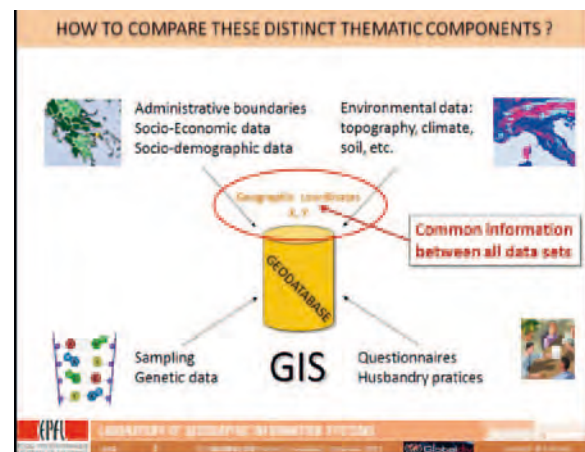 HOW TO COMPARE THESE DISTINCT THEMATIC COMPONENTS ?
Administrative boundaries
Socio-Economic data
Socio-demographic data
Environmental data:
topography, climate,
soil, etc.
Geographic coordinates
X, Y
Common information
between all data sets
GEODATABASE
Sampling
Genetic data
GIS
Questionnaires
Husbandry pratices
EPFL
LABORATORY OF GEOGRAPHIC INFORMATION SYSTEMS